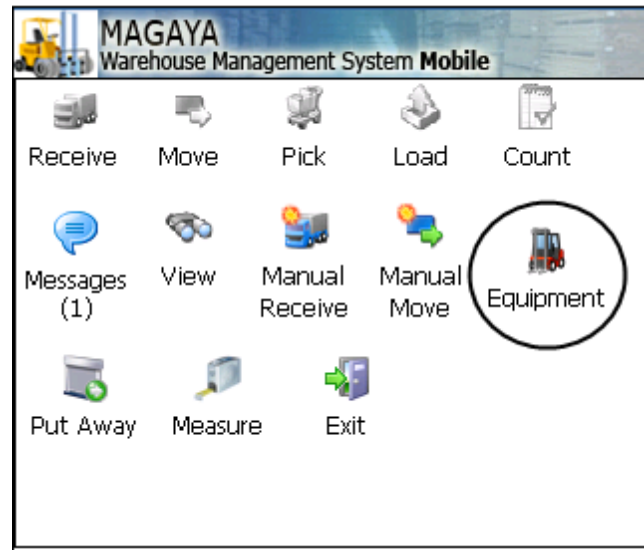 MAGAYA
Warehouse Management System Mobile
Receive
Move
Pick
Load
Count
Messages
(1)
View
Manual
Receive
Manual
Move
Equipment
Put Away
Measure
Exit